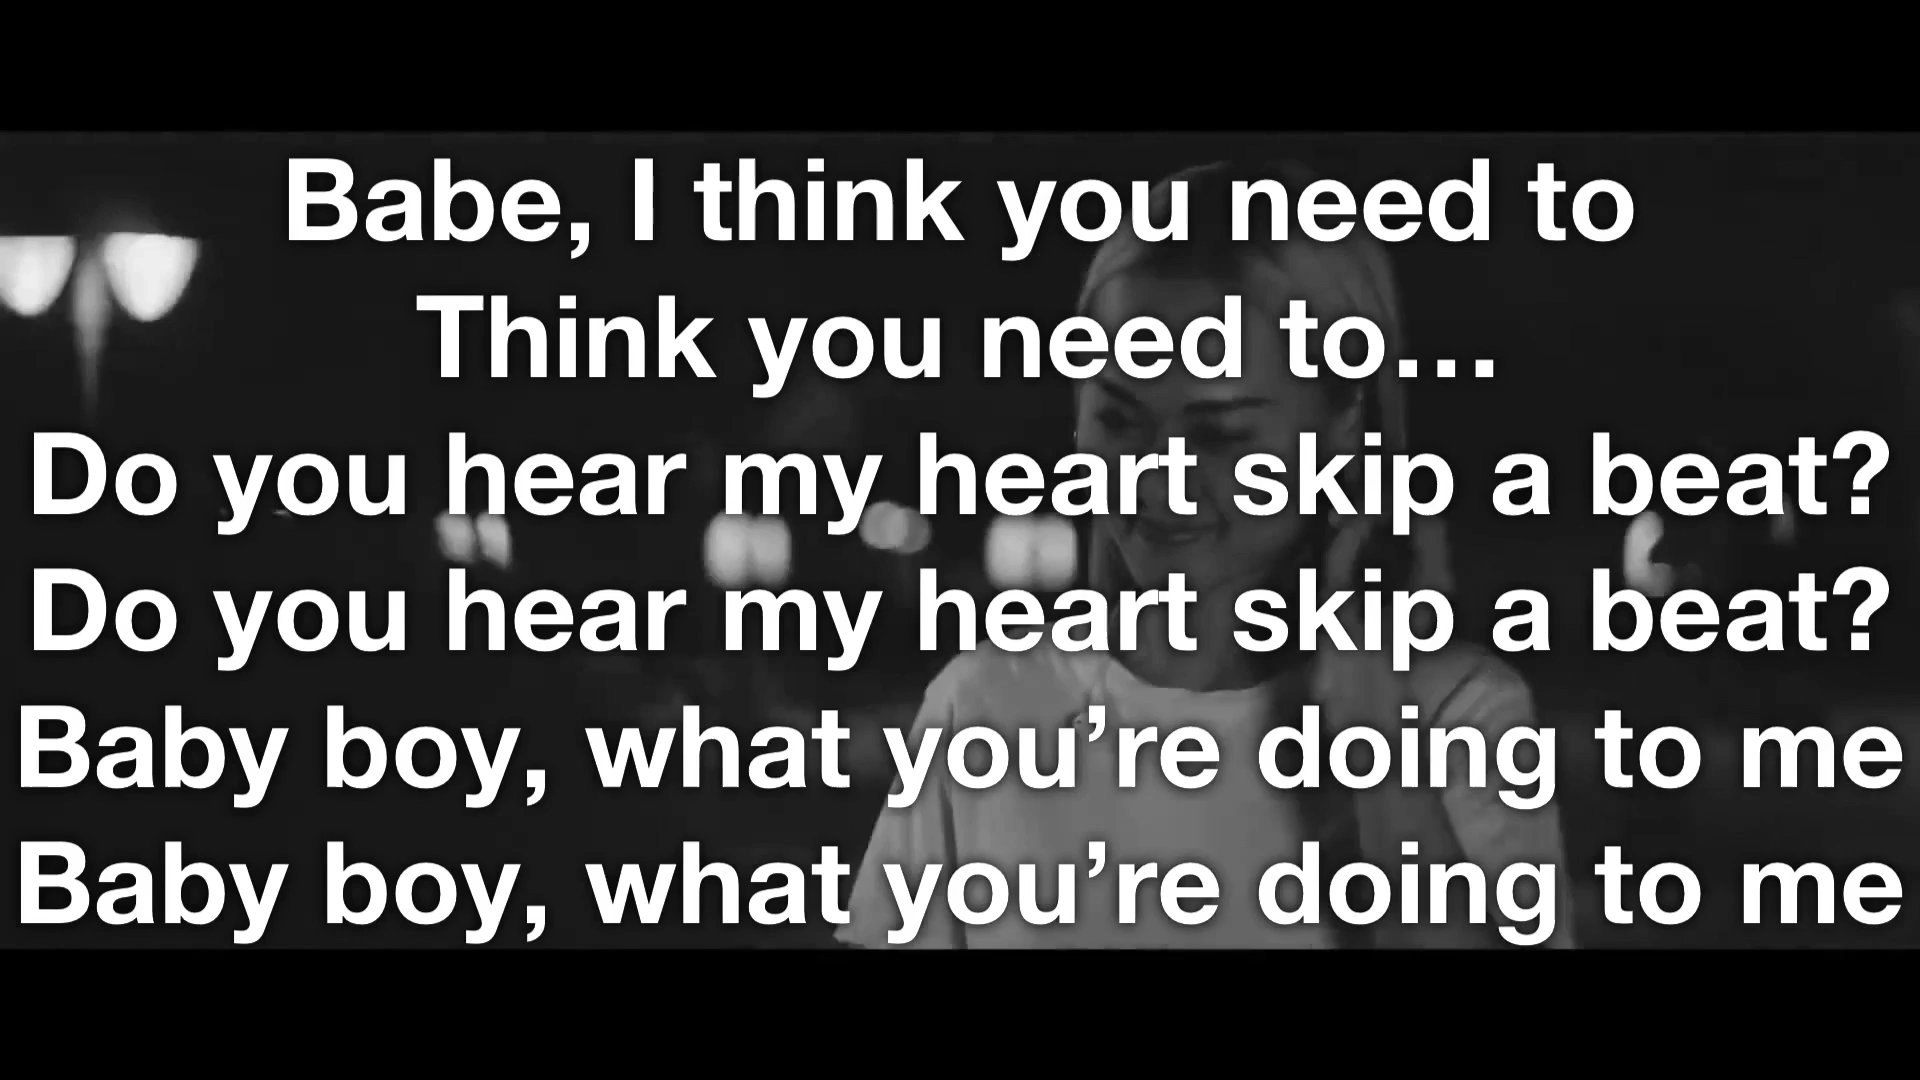 Babe, I think you need to
Think you need to…
Do you hear my heart skip a beat?
Do you hear my heart skip a beat?
Baby boy, what you’re doing to me
Baby boy, what you’re doing to me